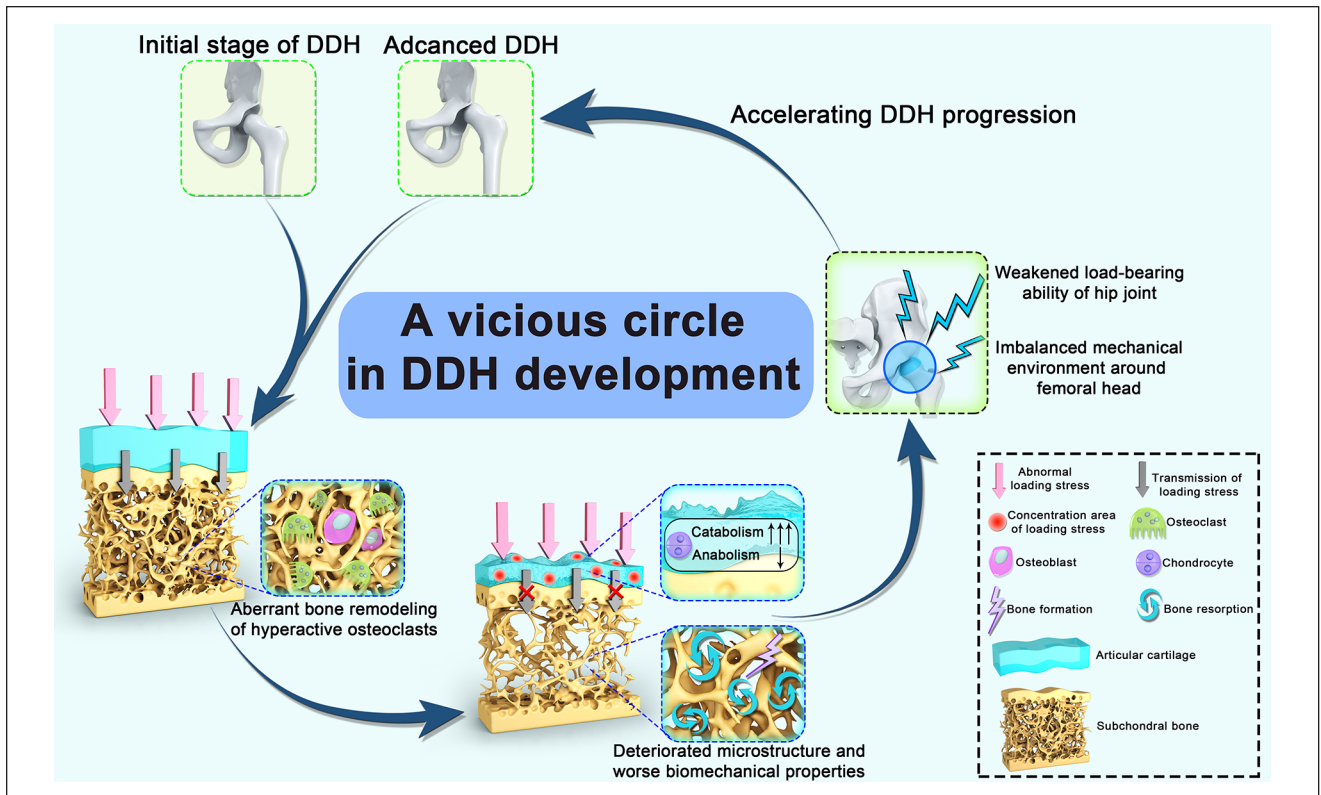 Initial stage of DDH
Adcanced DDH
Accelerating DDH progression
A vicious circle
in DDH development
Weakened load-bearing
ability of hip joint
Imbalanced mechanical
environment around
femoral head
Aberrant bone remodeling
of hyperactive osteoclasts
Catabolism ↑↑↑
Anabolism ↓
Deteriorated microstructure and
worse biomechanical properties
Abnormal
loading stress
Transmission of
loading stress
Concentration area
of loading stress
Osteoclast
Osteoblast
Chondrocyte
Bone formation
Bone resorption
Articular cartilage
Subchondral bone